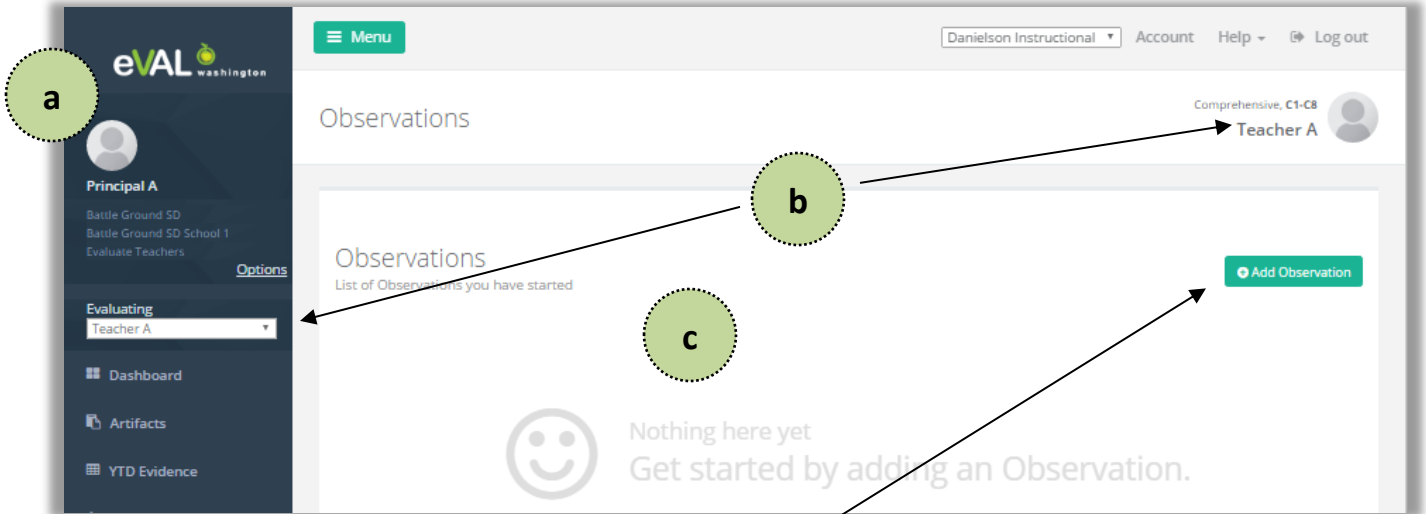 eVAL washington
Menu
Danielson Instructional Account Help Log out
a
Observations
Comprehensive, C1-C8
Teacher A
Principal A
Battle Ground SD
Battle Ground SD School 1
Evaluate Teachers
Options
b
Observations
List of Observations you have started
Add Observation
Evaluating
Teacher A
c
Dashboard
Artifacts
YTD Evidence
Nothing here yet
Get started by adding an Observation.